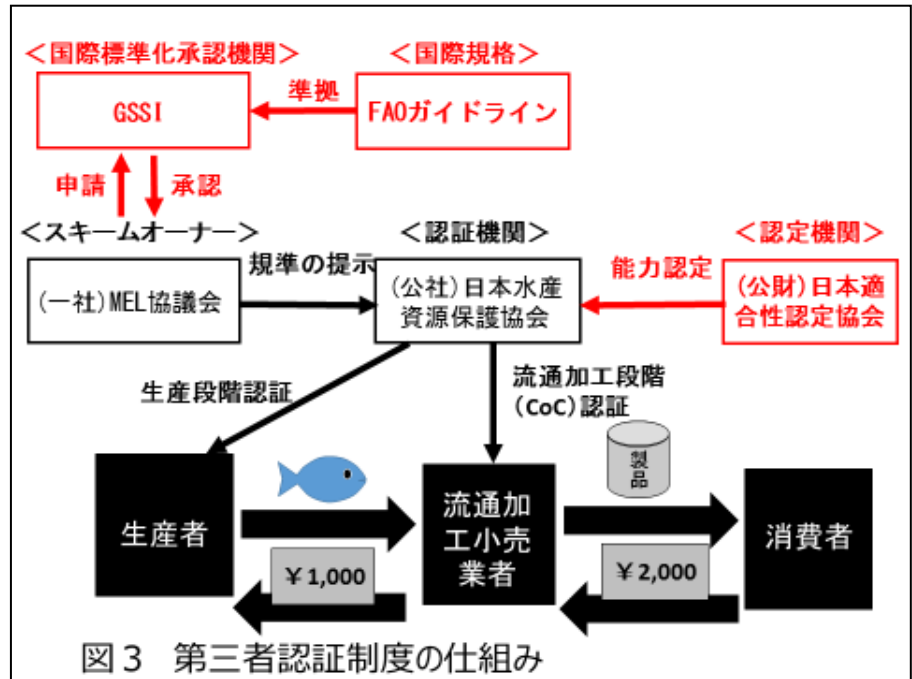 ＜国際標準化承認機関＞
＜国際規格＞
GSSI
準拠
FAOガイドライン
申請
承認
＜スキームオーナー＞
＜認証機関＞
＜認定機関＞
(一社)MEL協議会
規準の提示
(公社)日本水産
資源保護協会
能力認定
(公財)日本適
合性認定協会
生産段階認証
流通加工段階
(CoC)認証
製
品
生産者
流通加
工小売
業者
消費者
￥1,000
￥2,000
図３　第三者認証制度の仕組み